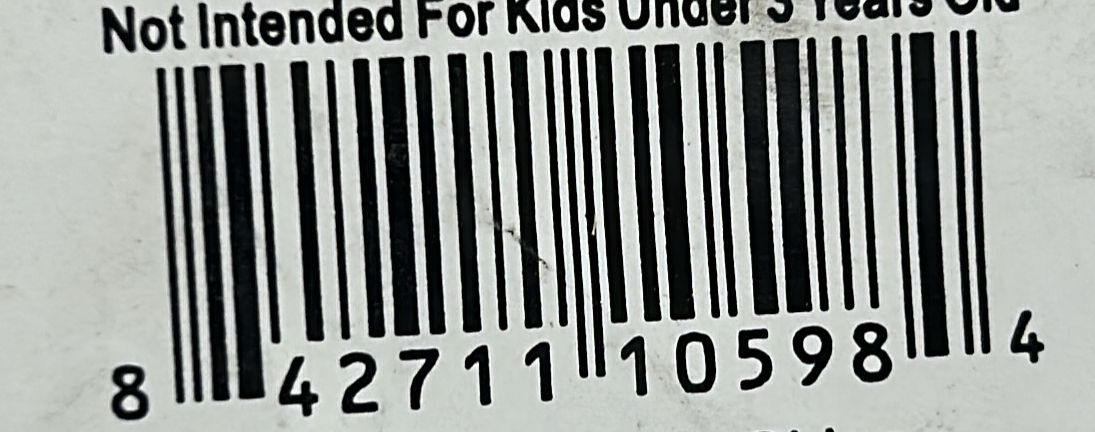 Not Intended For Kids Under 3 Years Old
8 42711 10598 4